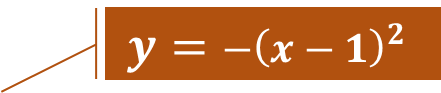 y = −(x − 1)²